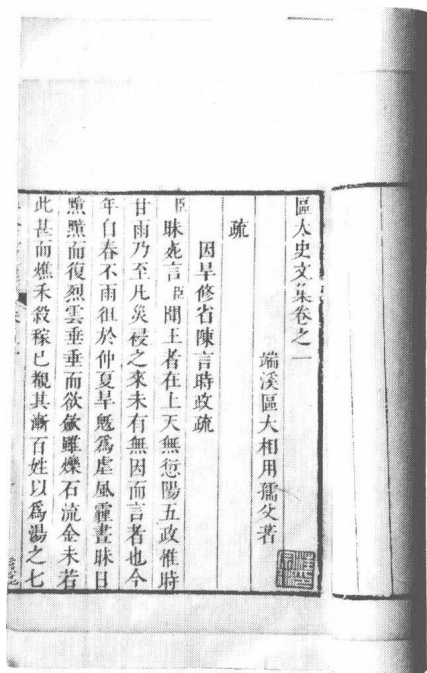 區太史文集卷之一
端溪區大相用孺父著
疏
因旱修省陳言時政疏
臣昧死言臣聞王者在上天無愆陽五政惟時
甘雨乃至凡災祲之來未有無因而言者也今
年自春不雨徂於仲夏旱魃為虐風霾晝昧日
黯黯而復烈雲垂垂而欲斂雖爍石流金未若
此甚而燋禾殺稼已覩其漸百姓以爲湯之七